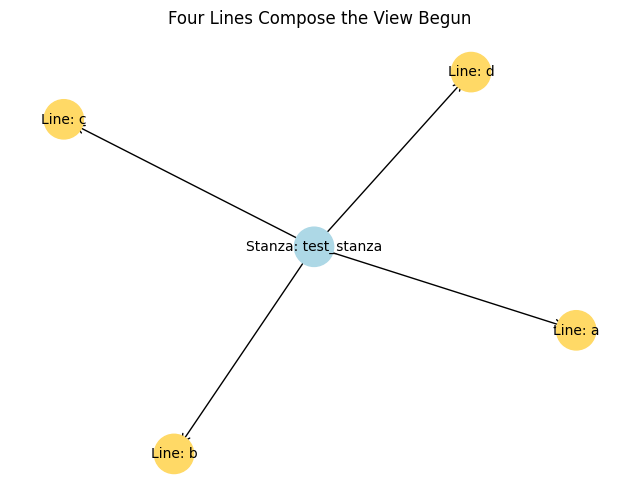 Four Lines Compose the View Begun
Line: d
Line: c
Stanza: test_stanza
Line: a
Line: b